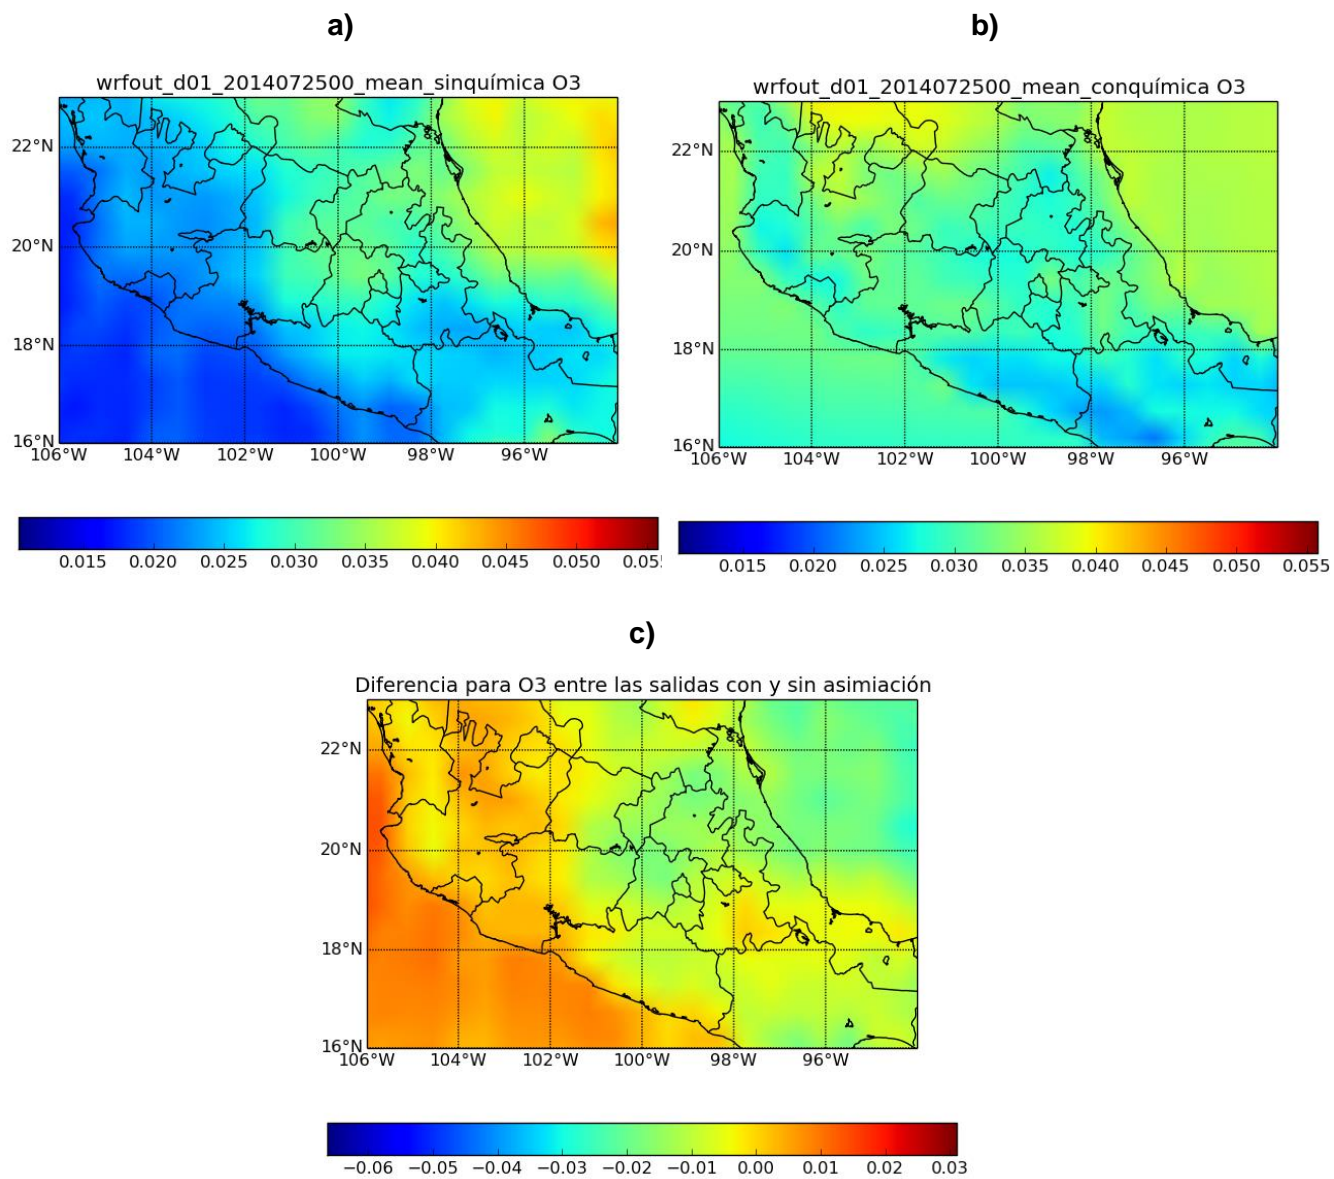 a)
b)
wrfout_d01_2014072500_mean_sinquímica O3
wrfout_d01_2014072500_mean_conquímica O3
22°N
20°N
18°N
16°N
106°W 104°W 102°W 100°W 98°W 96°W
22°N
20°N
18°N
16°N
106°W 104°W 102°W 100°W 98°W 96°W
0.015 0.020 0.025 0.030 0.035 0.040 0.045 0.050 0.055
0.015 0.020 0.025 0.030 0.035 0.040 0.045 0.050 0.055
c)
Diferencia para O3 entre las salidas con y sin asimiación
22°N
20°N
18°N
16°N
106°W 104°W 102°W 100°W 98°W 96°W
−0.06 −0.05 −0.04 −0.03 −0.02 −0.01 0.00 0.01 0.02 0.03